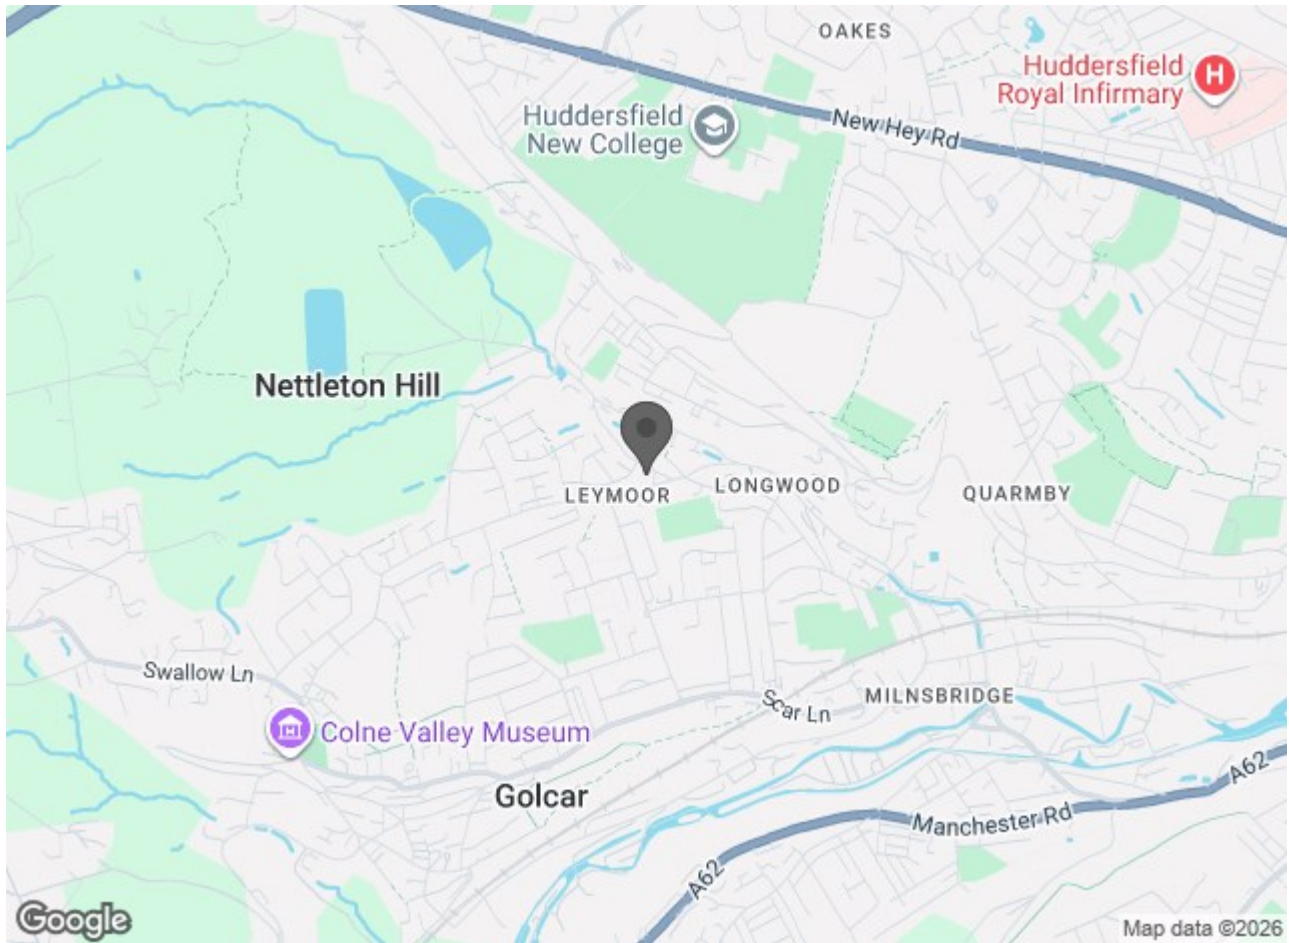 OAKES
Huddersfield
Royal Infirmary
H
Huddersfield
New College
New Hey Rd
Nettleton Hill
LEYMOOR
LONGWOOD
QUARMBY
Swallow Ln
Scar Ln
MILNSBRIDGE
Colne Valley Museum
Golcar
A62
Manchester Rd
A62
Google
Map data ©2026